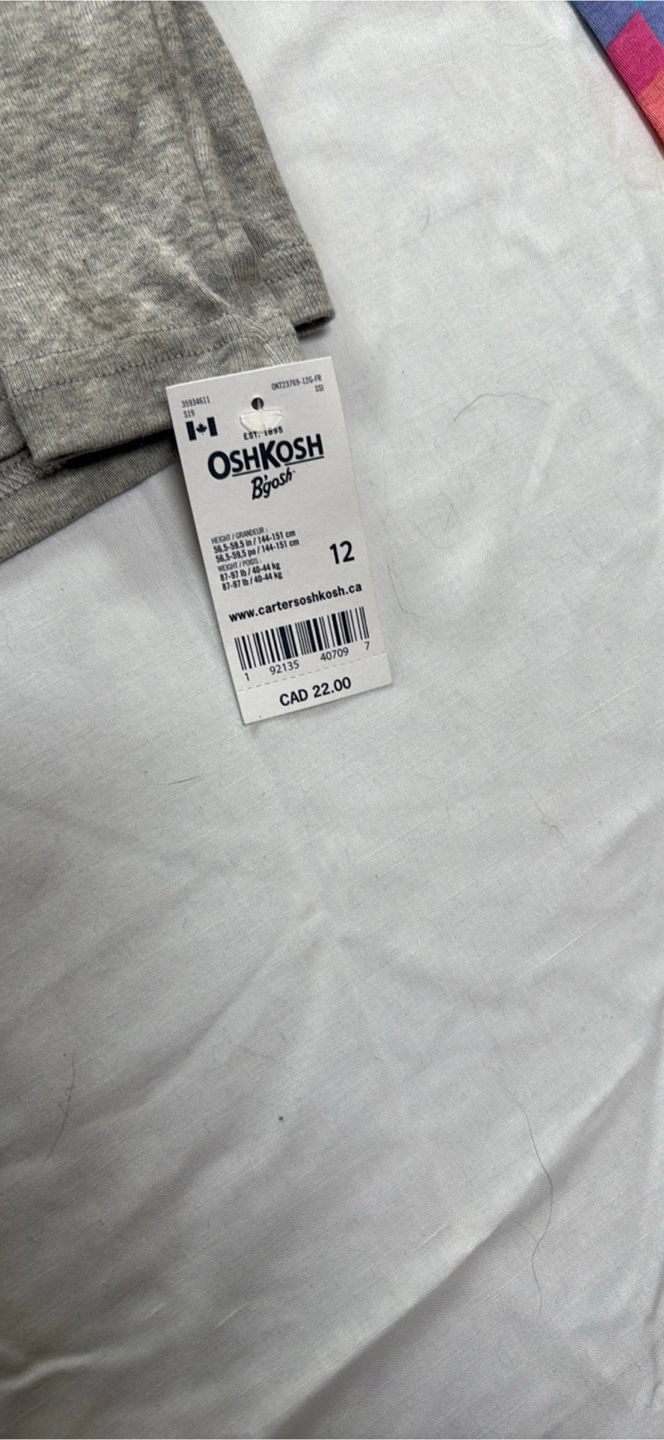 35934611
S19
OKT23769-12G-FR
SSI
EST. 1895
OSHKOSH
B'gosh
HEIGHT / GRANDEUR :
56.5-59.5 in / 144-151 cm
56,5-59,5 po / 144-151 cm
WEIGHT / POIDS :
87-97 lb / 40-44 kg
87-97 lb / 40-44 kg
12
www.cartersoshkosh.ca
1 92135 40709 7
CAD 22.00